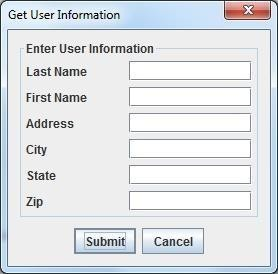 Get User Information
Enter User Information
Last Name
First Name
Address
City
State
Zip
Submit Cancel